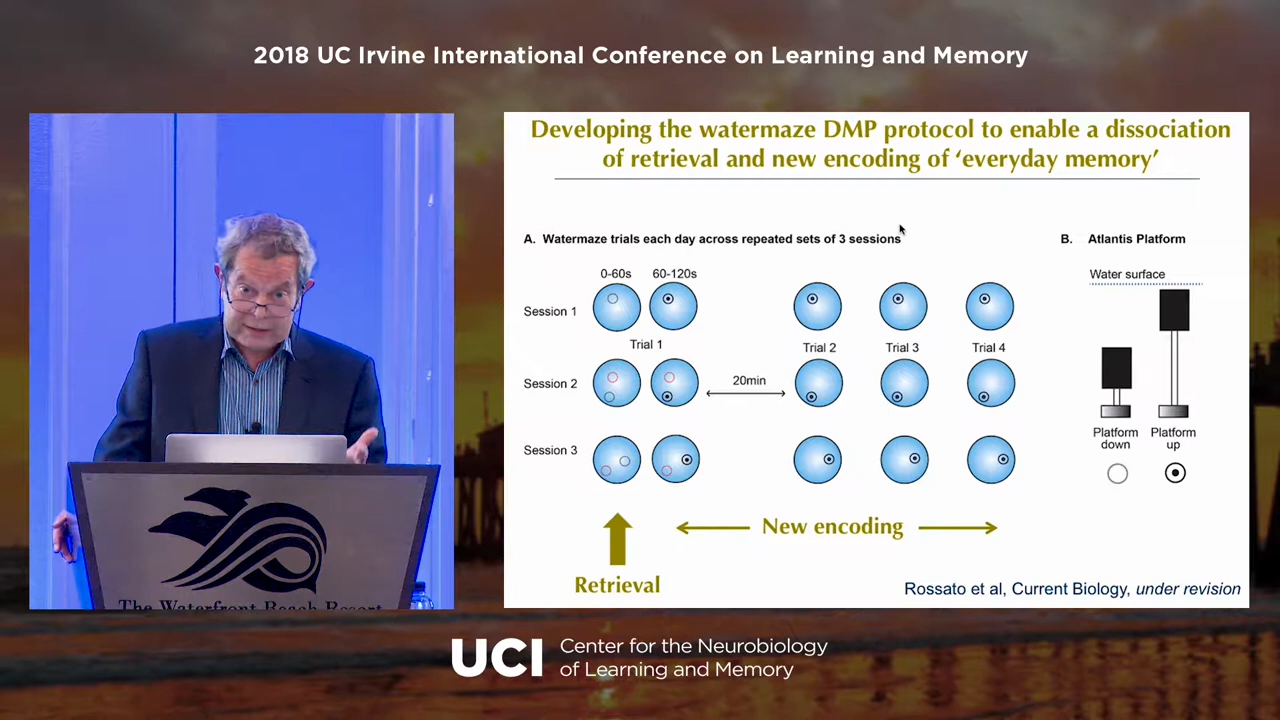 2018 UC Irvine International Conference on Learning and Memory
Developing the watermaze DMP protocol to enable a dissociation
of retrieval and new encoding of ‘everyday memory’
A. Watermaze trials each day across repeated sets of 3 sessions
B. Atlantis Platform
0-60s 60-120s
Water surface
Session 1
Trial 1
Trial 2 Trial 3 Trial 4
Session 2
20min
Platform
down
Platform
up
Session 3
New encoding
Retrieval
Rossato et al, Current Biology, under revision
The Waterfront Beach Resort
UCI Center for the Neurobiology
of Learning and Memory